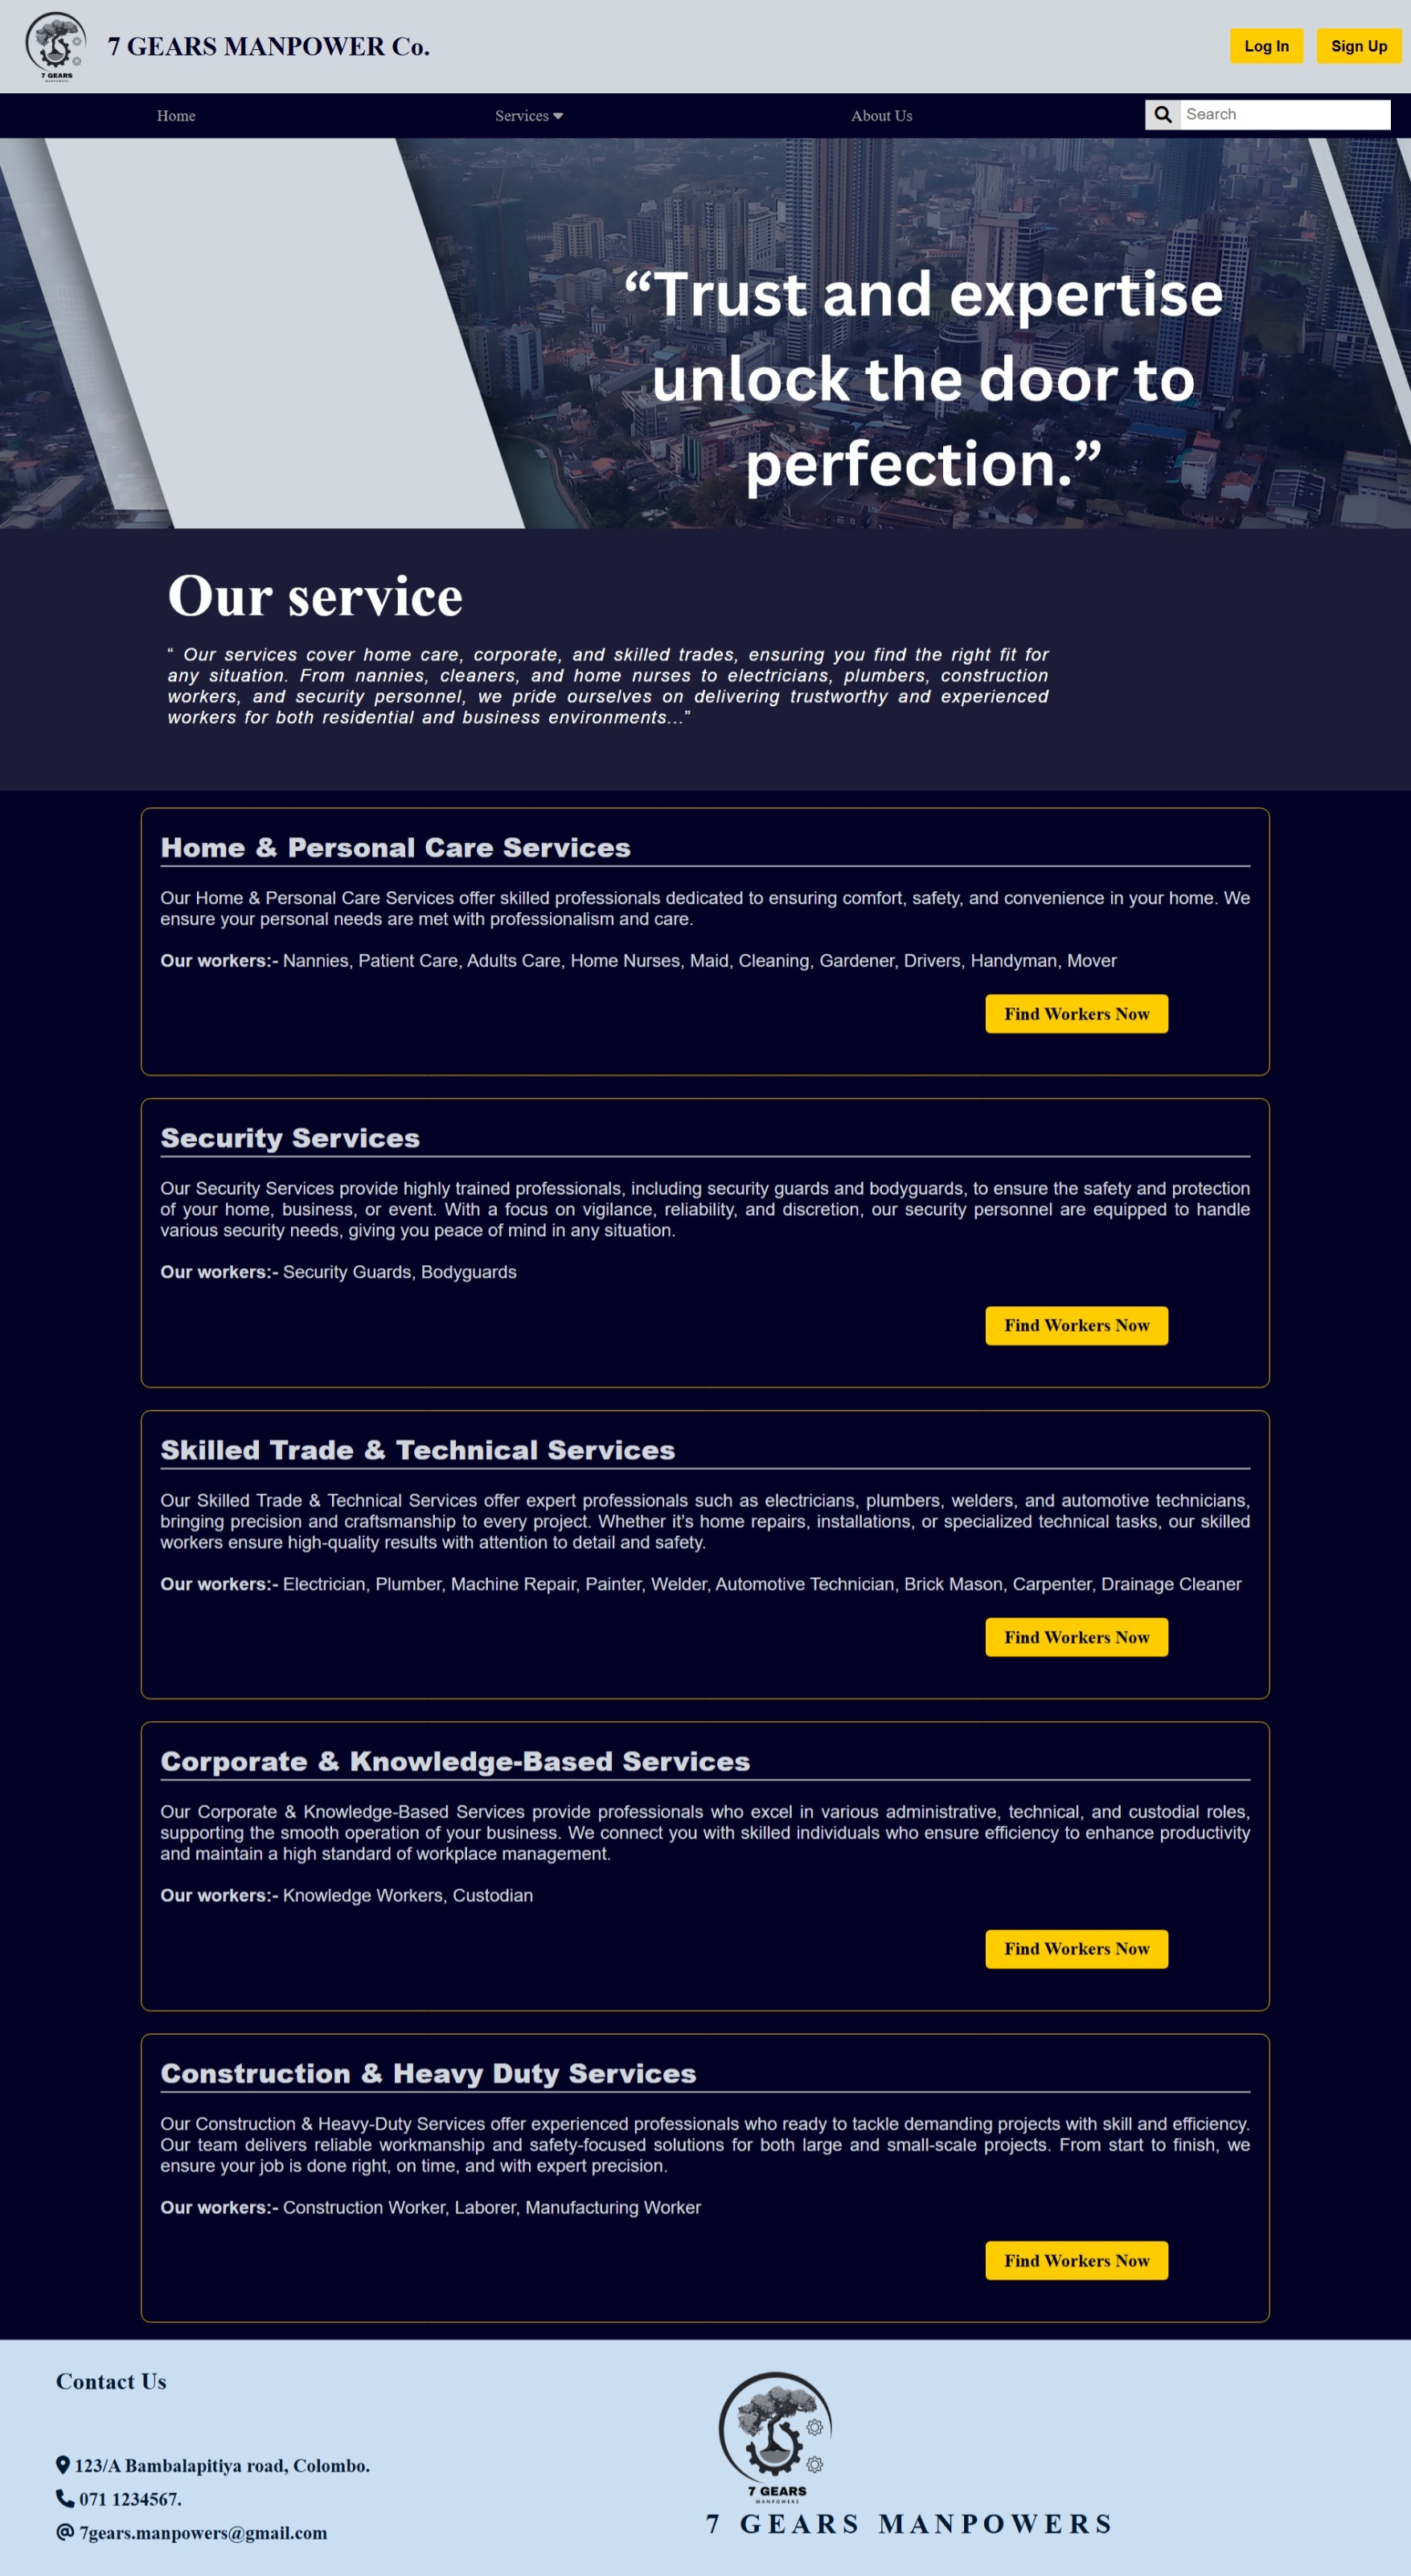 7 GEARS
MANPOWERS
7 GEARS MANPOWER Co.
Log In
Sign Up
Home
Services
About Us
Search
“Trust and expertise
unlock the door to
perfection.”
Our service
“ Our services cover home care, corporate, and skilled trades, ensuring you find the right fit for
any situation. From nannies, cleaners, and home nurses to electricians, plumbers, construction
workers, and security personnel, we pride ourselves on delivering trustworthy and experienced
workers for both residential and business environments...”
Home & Personal Care Services
Our Home & Personal Care Services offer skilled professionals dedicated to ensuring comfort, safety, and convenience in your home. We
ensure your personal needs are met with professionalism and care.
Our workers:- Nannies, Patient Care, Adults Care, Home Nurses, Maid, Cleaning, Gardener, Drivers, Handyman, Mover
Find Workers Now
Security Services
Our Security Services provide highly trained professionals, including security guards and bodyguards, to ensure the safety and protection
of your home, business, or event. With a focus on vigilance, reliability, and discretion, our security personnel are equipped to handle
various security needs, giving you peace of mind in any situation.
Our workers:- Security Guards, Bodyguards
Find Workers Now
Skilled Trade & Technical Services
Our Skilled Trade & Technical Services offer expert professionals such as electricians, plumbers, welders, and automotive technicians,
bringing precision and craftsmanship to every project. Whether it's home repairs, installations, or specialized technical tasks, our skilled
workers ensure high-quality results with attention to detail and safety.
Our workers:- Electrician, Plumber, Machine Repair, Painter, Welder, Automotive Technician, Brick Mason, Carpenter, Drainage Cleaner
Find Workers Now
Corporate & Knowledge-Based Services
Our Corporate & Knowledge-Based Services provide professionals who excel in various administrative, technical, and custodial roles,
supporting the smooth operation of your business. We connect you with skilled individuals who ensure efficiency to enhance productivity
and maintain a high standard of workplace management.
Our workers:- Knowledge Workers, Custodian
Find Workers Now
Construction & Heavy Duty Services
Our Construction & Heavy-Duty Services offer experienced professionals who ready to tackle demanding projects with skill and efficiency.
Our team delivers reliable workmanship and safety-focused solutions for both large and small-scale projects. From start to finish, we
ensure your job is done right, on time, and with expert precision.
Our workers:- Construction Worker, Laborer, Manufacturing Worker
Find Workers Now
Contact Us
123/A Bambalapitiya road, Colombo.
071 1234567.
7gears.manpowers@gmail.com
7 GEARS
MANPOWERS
7 GEARS MANPOWERS